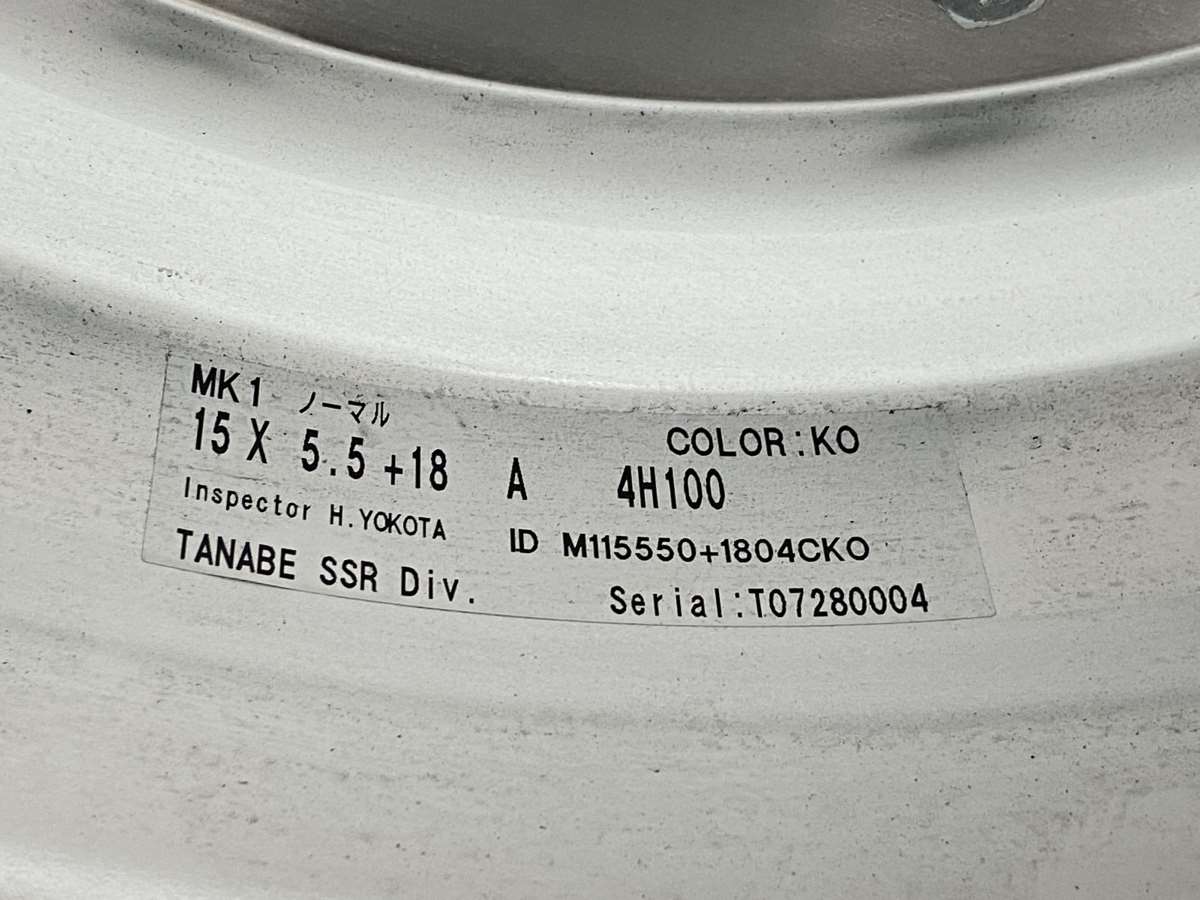 MK1 ノーマル
COLOR:KO
15 X 5.5 +18 A 4H100
Inspector H.YOKOTA
ID M115550+1804CKO
TANABE SSR Div.
Serial:T07280004